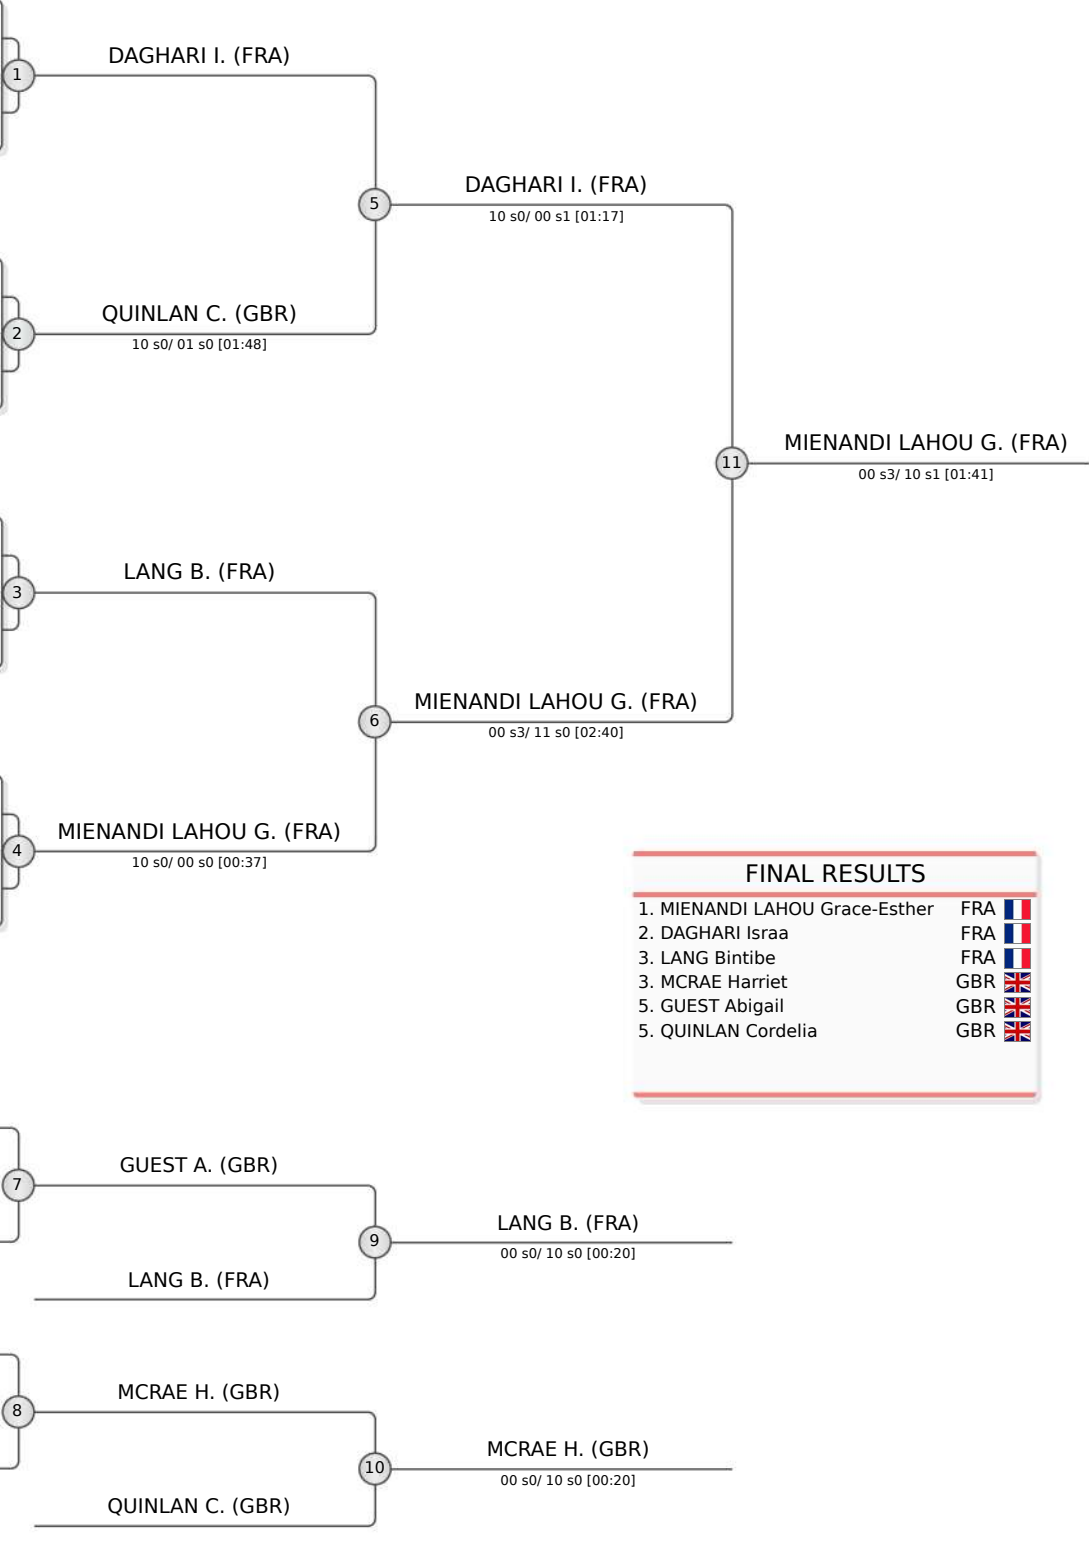 DAGHARI I. (FRA)
1
DAGHARI I. (FRA)
5
10 s0/ 00 s1 [01:17]
QUINLAN C. (GBR)
2
10 s0/ 01 s0 [01:48]
MIENANDI LAHOU G. (FRA)
11
00 s3/ 10 s1 [01:41]
LANG B. (FRA)
3
MIENANDI LAHOU G. (FRA)
6
00 s3/ 11 s0 [02:40]
MIENANDI LAHOU G. (FRA)
4
10 s0/ 00 s0 [00:37]
FINAL RESULTS
1. MIENANDI LAHOU Grace-Esther FRA
2. DAGHARI Israa FRA
3. LANG Bintibe FRA
3. MCRAE Harriet GBR
5. GUEST Abigail GBR
5. QUINLAN Cordelia GBR
GUEST A. (GBR)
7
LANG B. (FRA)
9
00 s0/ 10 s0 [00:20]
LANG B. (FRA)
MCRAE H. (GBR)
8
MCRAE H. (GBR)
10
00 s0/ 10 s0 [00:20]
QUINLAN C. (GBR)